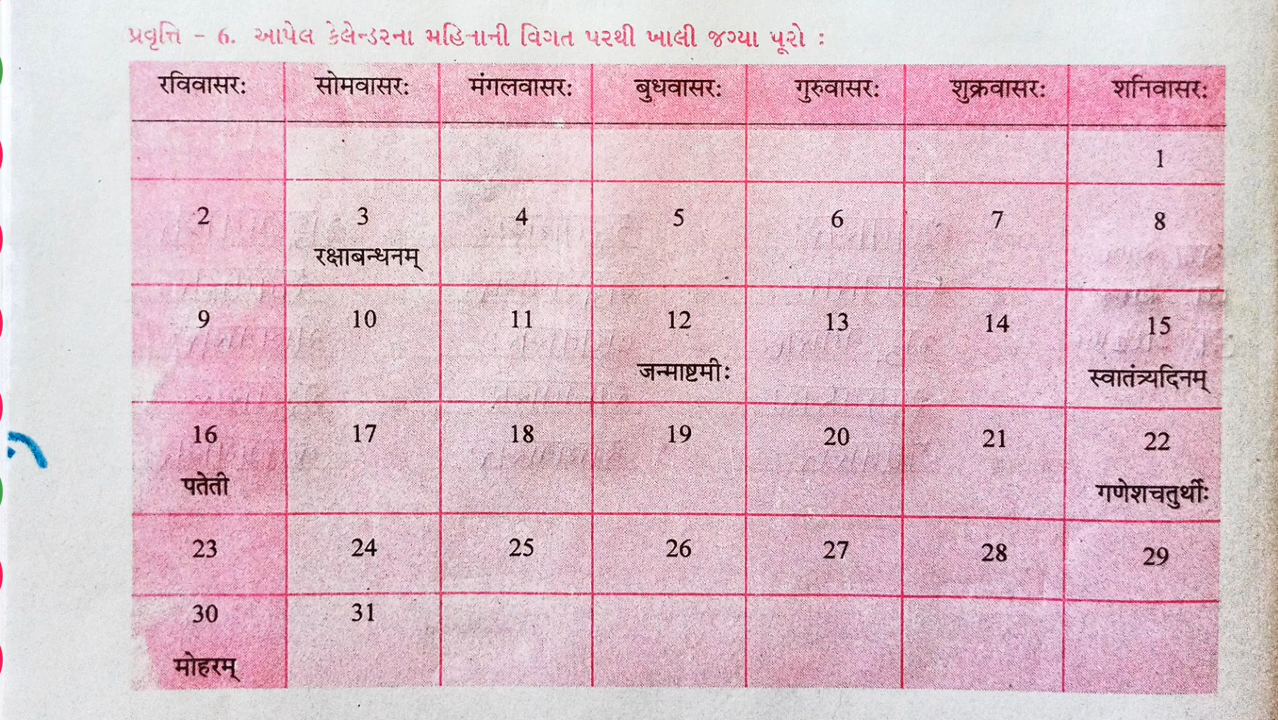 પ્રવૃત્તિ - 6. આપેલ કેલેન્ડરના મહિનાની વિગત પરથી ખાલી જગ્યા પૂરો :
रविवासरः सोमवासरः मंगलवासरः बुधवासरः गुरुवासरः शुक्रवासरः शनिवासरः
1
2 3 4 5 6 7 8
रक्षाबन्धनम्
9 10 11 12 13 14 15
जन्माष्टमीः स्वातंत्र्यदिनम्
16 17 18 19 20 21 22
पतेती गणेशचतुर्थीः
23 24 25 26 27 28 29
30 31
मोहरम्